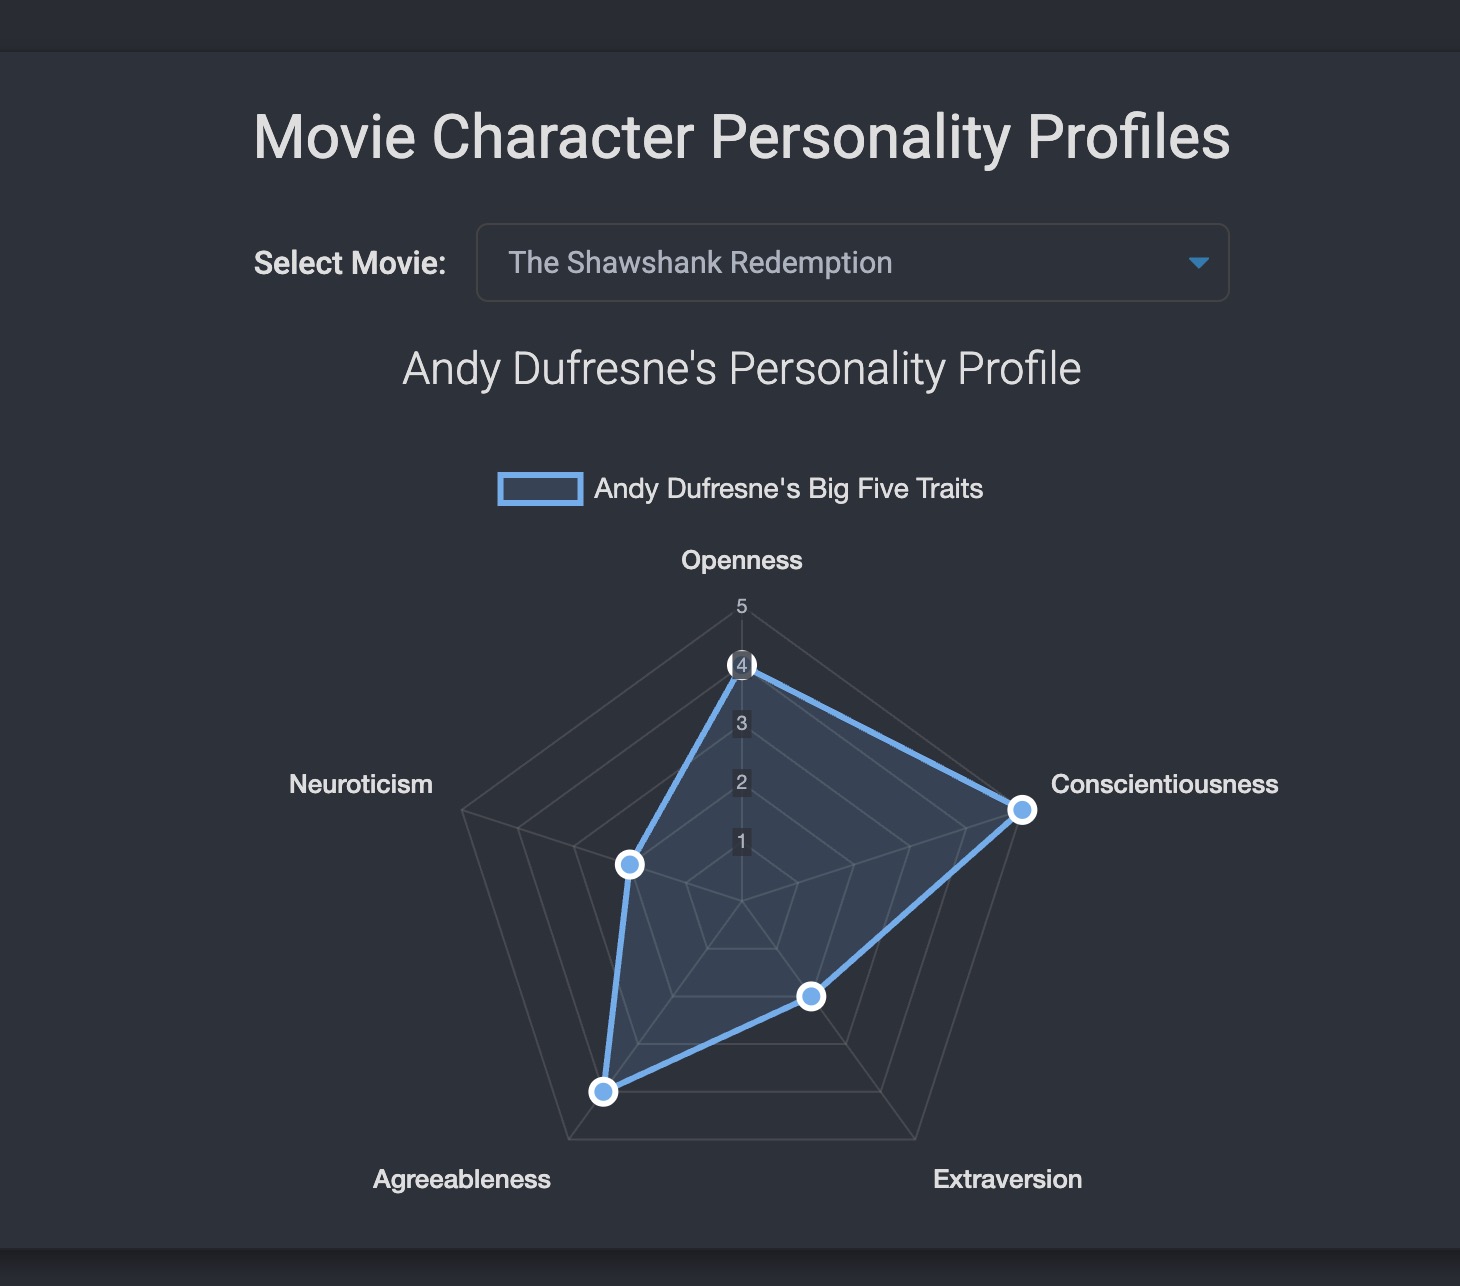 Movie Character Personality Profiles
Select Movie: The Shawshank Redemption
Andy Dufresne's Personality Profile
Andy Dufresne's Big Five Traits
Openness
5
4
3
Neuroticism
2
Conscientiousness
1
Agreeableness
Extraversion